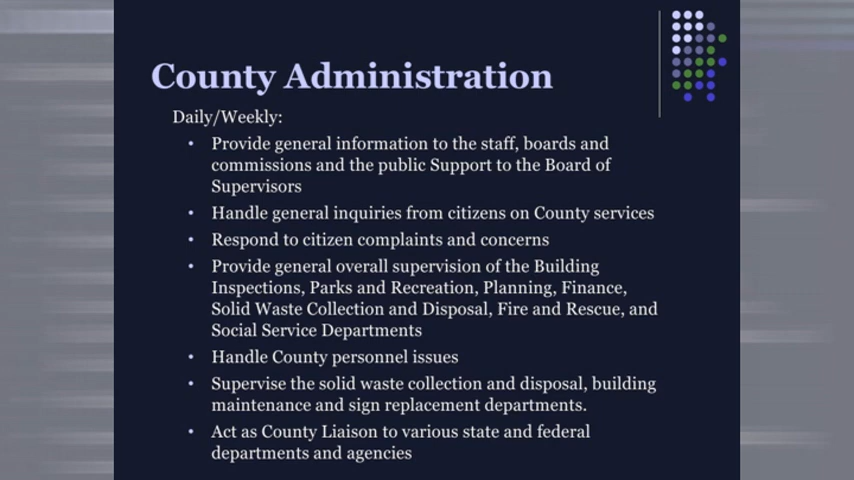 County Administration
Daily/Weekly:
• Provide general information to the staff, boards and
commissions and the public Support to the Board of
Supervisors
• Handle general inquiries from citizens on County services
• Respond to citizen complaints and concerns
• Provide general overall supervision of the Building
Inspections, Parks and Recreation, Planning, Finance,
Solid Waste Collection and Disposal, Fire and Rescue, and
Social Service Departments
• Handle County personnel issues
• Supervise the solid waste collection and disposal, building
maintenance and sign replacement departments.
• Act as County Liaison to various state and federal
departments and agencies